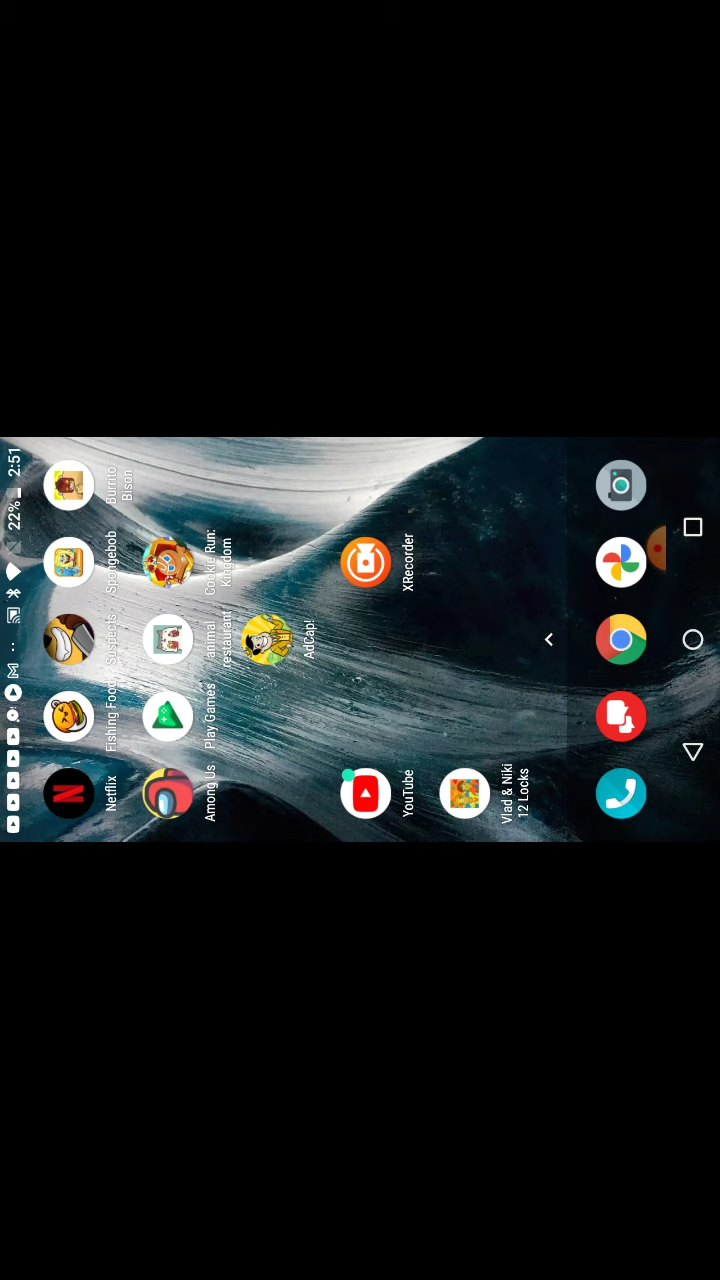 22% 2:51
Netflix
Fishing Food
Suspects
Spongebob
Burrito
Bison
Among Us
Play Games
animal
restaurant
Cookie Run:
Kingdom
AdCap!
YouTube
XRecorder
Vlad & Niki
12 Locks